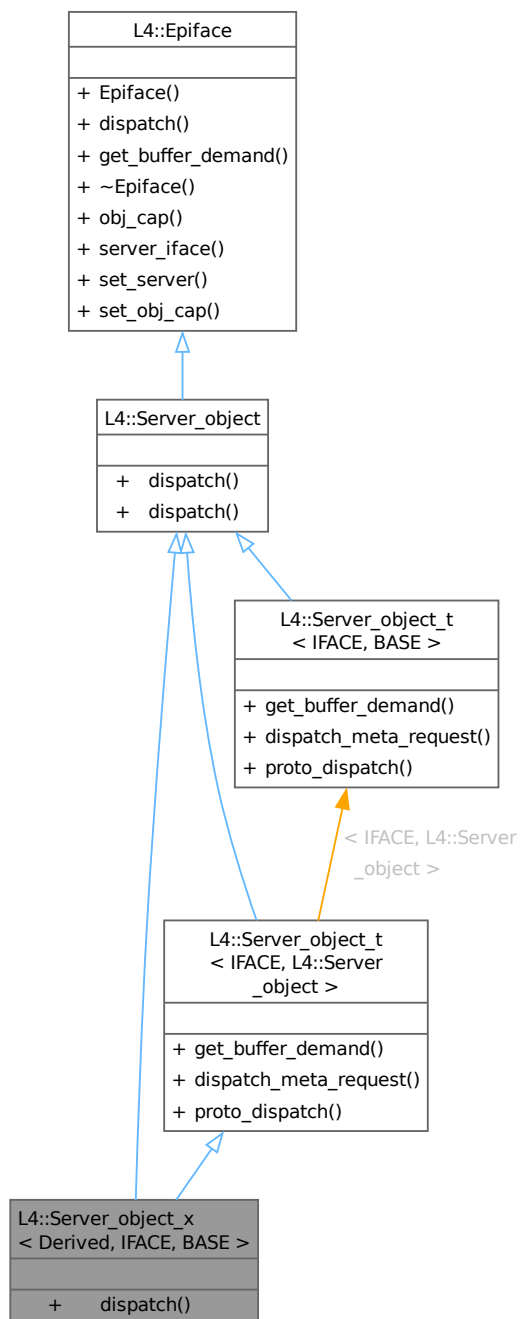 L4::Epiface
+ Epiface()
+ dispatch()
+ get_buffer_demand()
+ ~Epiface()
+ obj_cap()
+ server_iface()
+ set_server()
+ set_obj_cap()
L4::Server_object
+ dispatch()
+ dispatch()
L4::Server_object_t
< IFACE, BASE >
+ get_buffer_demand()
+ dispatch_meta_request()
+ proto_dispatch()
< IFACE, L4::Server
_object >
L4::Server_object_t
< IFACE, L4::Server
_object >
+ get_buffer_demand()
+ dispatch_meta_request()
+ proto_dispatch()
L4::Server_object_x
< Derived, IFACE, BASE >
+ dispatch()